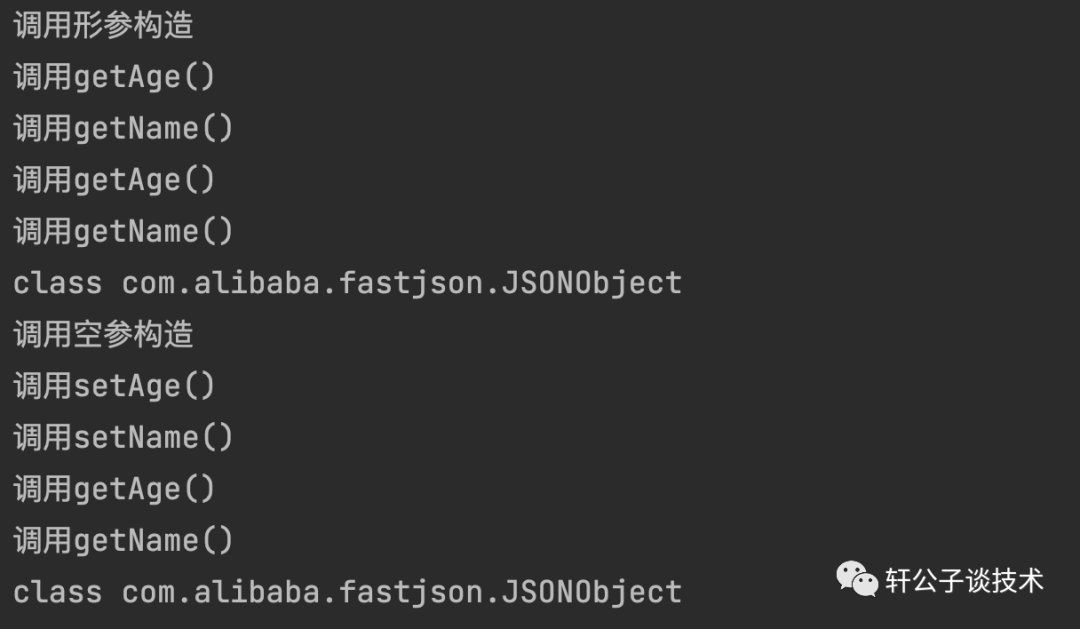 调用形参构造
调用getAge()
调用getName()
调用getAge()
调用getName()
class com.alibaba.fastjson.JSONObject
调用空参构造
调用setAge()
调用setName()
调用getAge()
调用getName()
class com.alibaba.fastjson.JSONObject
轩公子谈技术